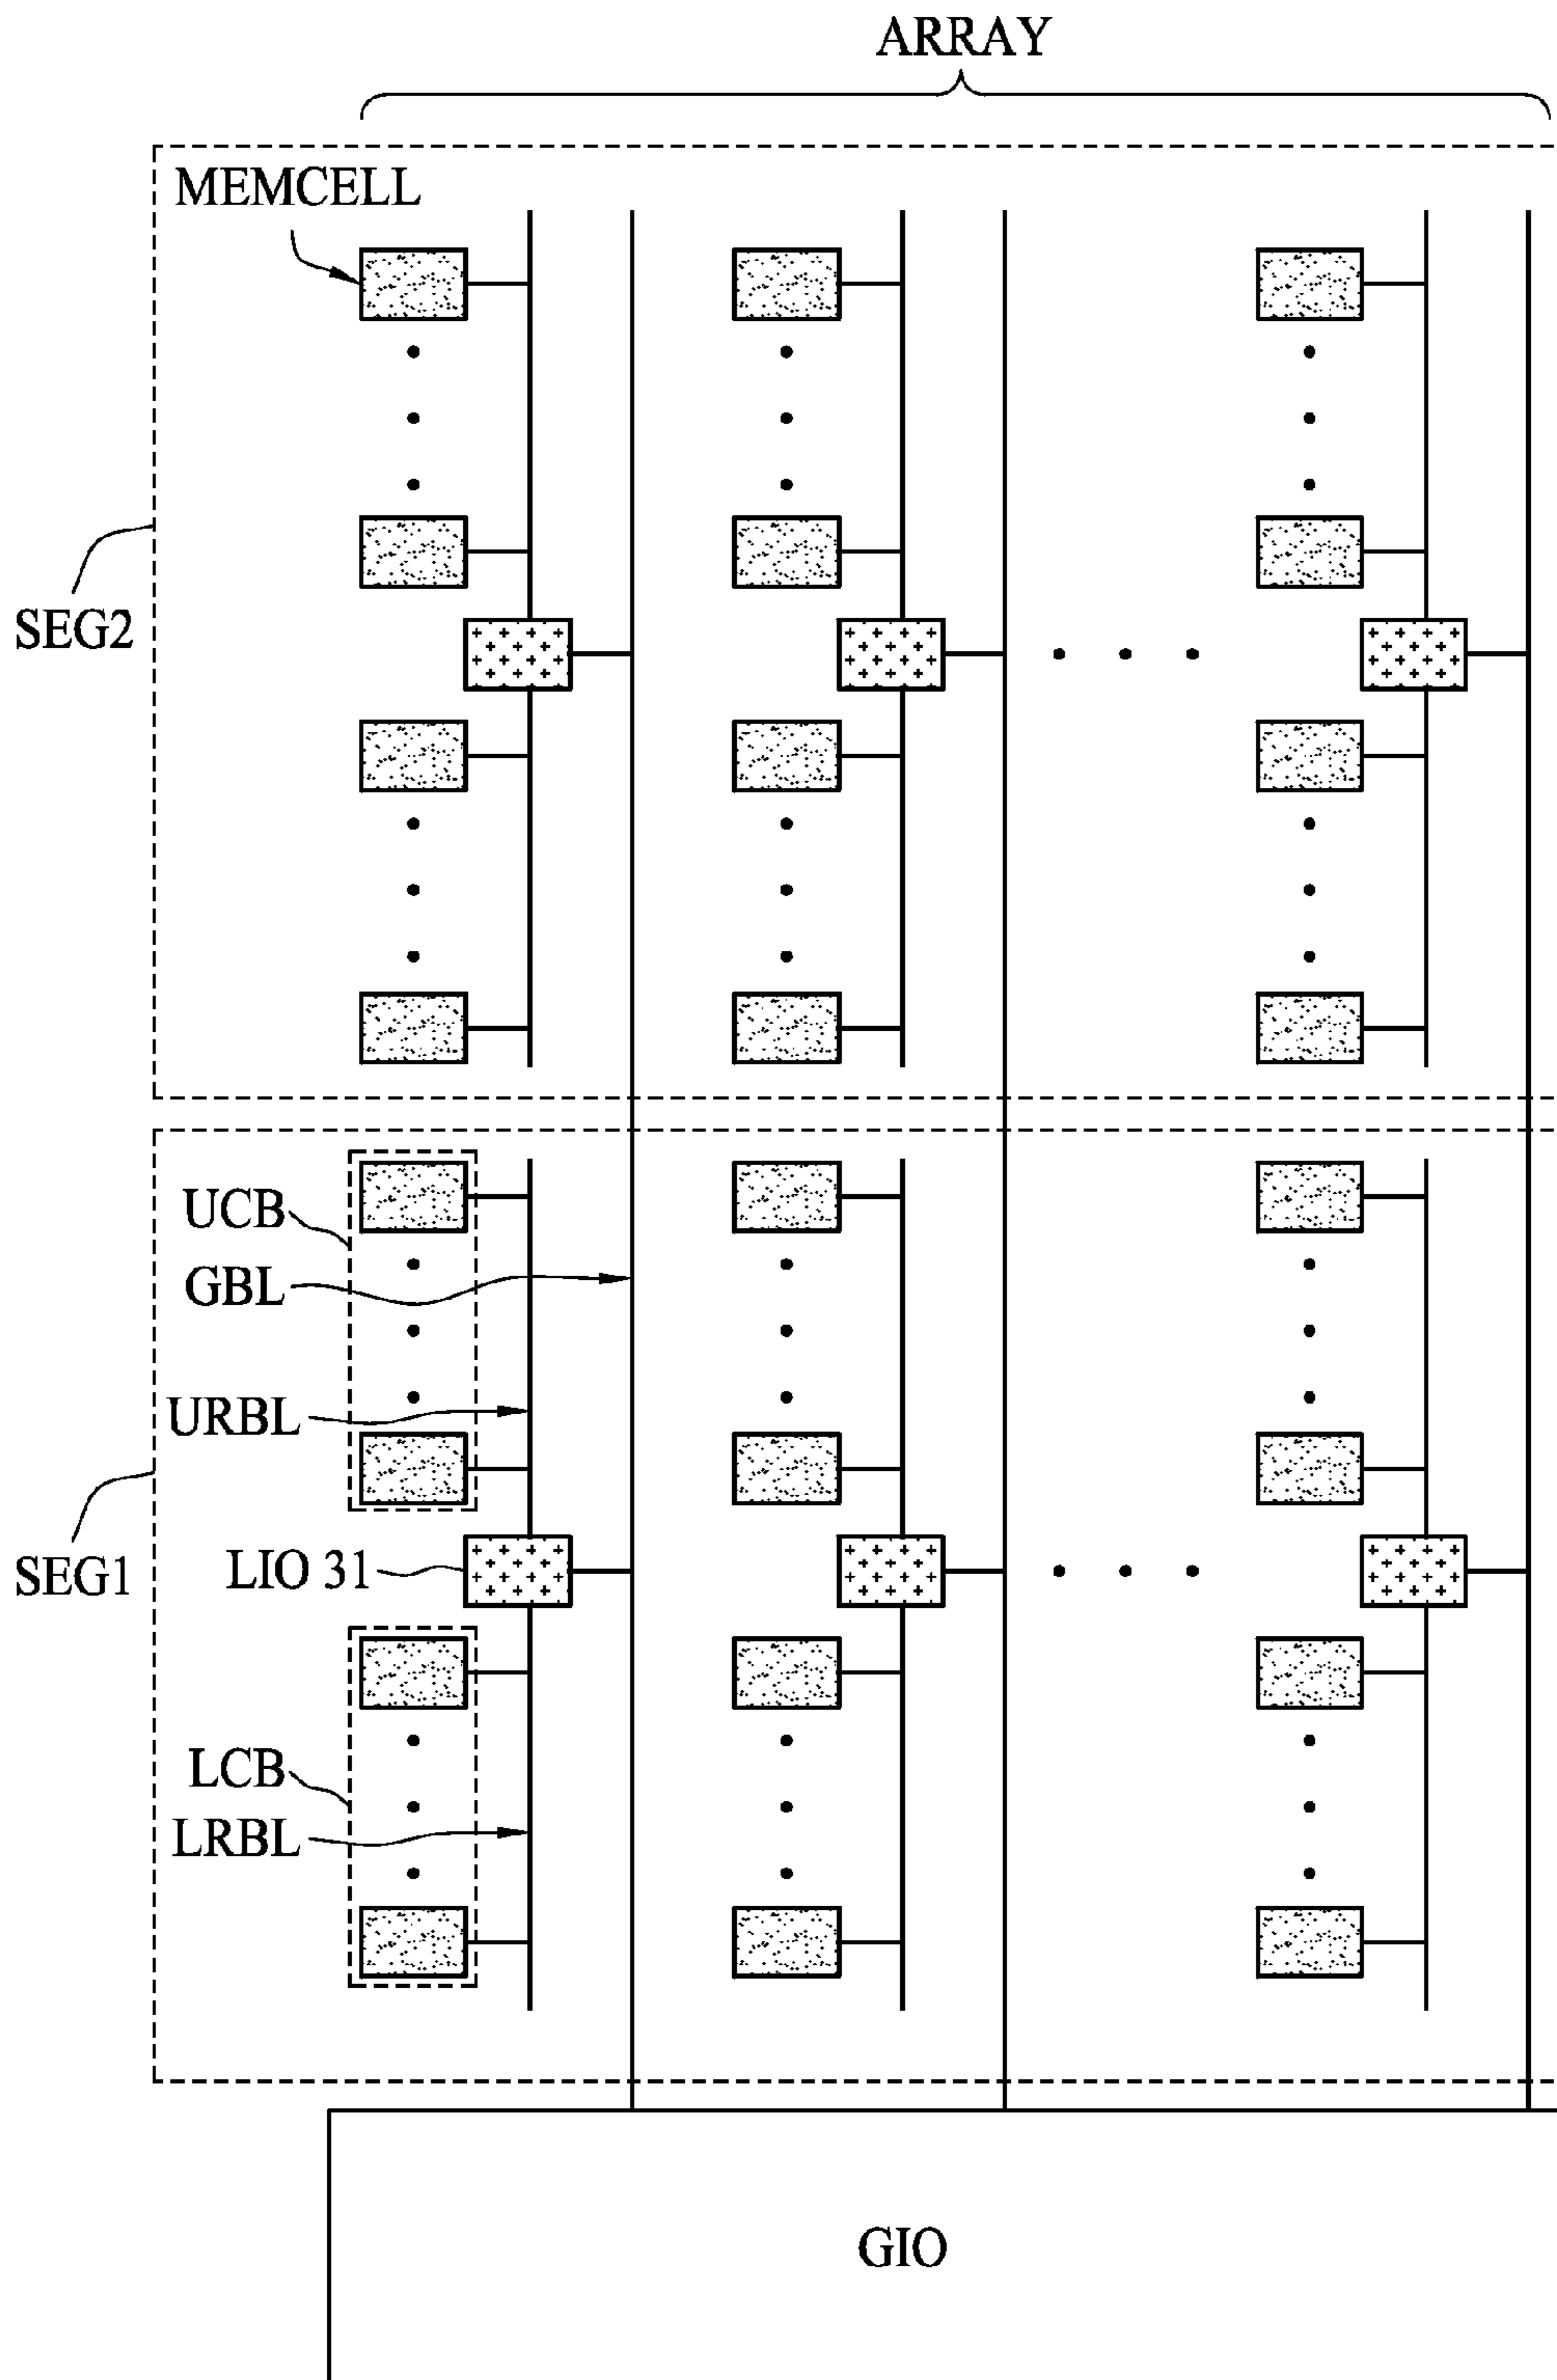 ARRAY
MEMCELL
SEG2
UCB
GBL
URBL
SEG1
LIO 31
LCB
LRBL
GIO